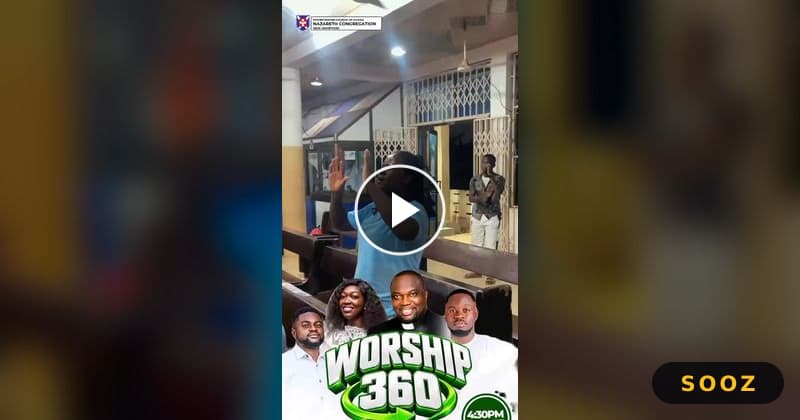 NAZARETH CONGREGATION
WORSHIP
360
4:30PM
SOOZ